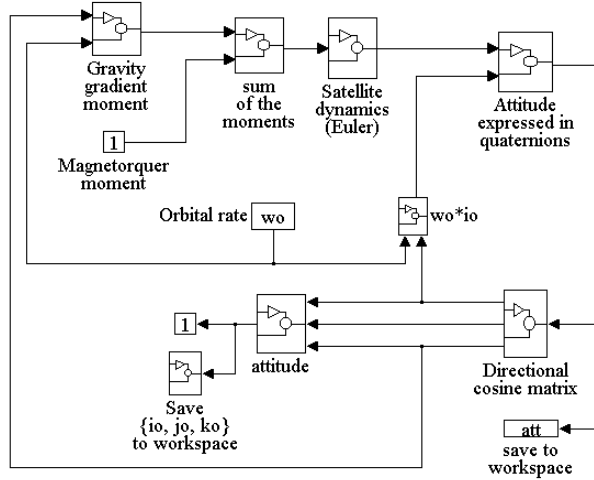 Gravity
gradient
moment
sum
of the
moments
Satellite
dynamics
(Euler)
Attitude
expressed in
quaternions
1
Magnetorquer
moment
Orbital rate
wo
wo*io
1
attitude
Directional
cosine matrix
Save
{io, jo, ko}
to workspace
att
save to
workspace